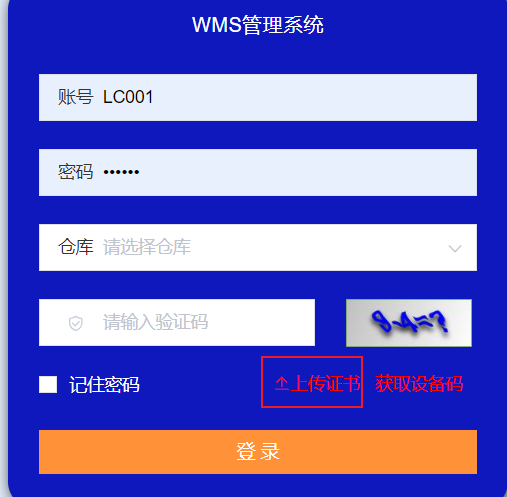 WMS管理系统
账号 LC001
密码 ••••••
仓库 请选择仓库
请输入验证码 8-4=?
记住密码 上传证书 获取设备码
登录